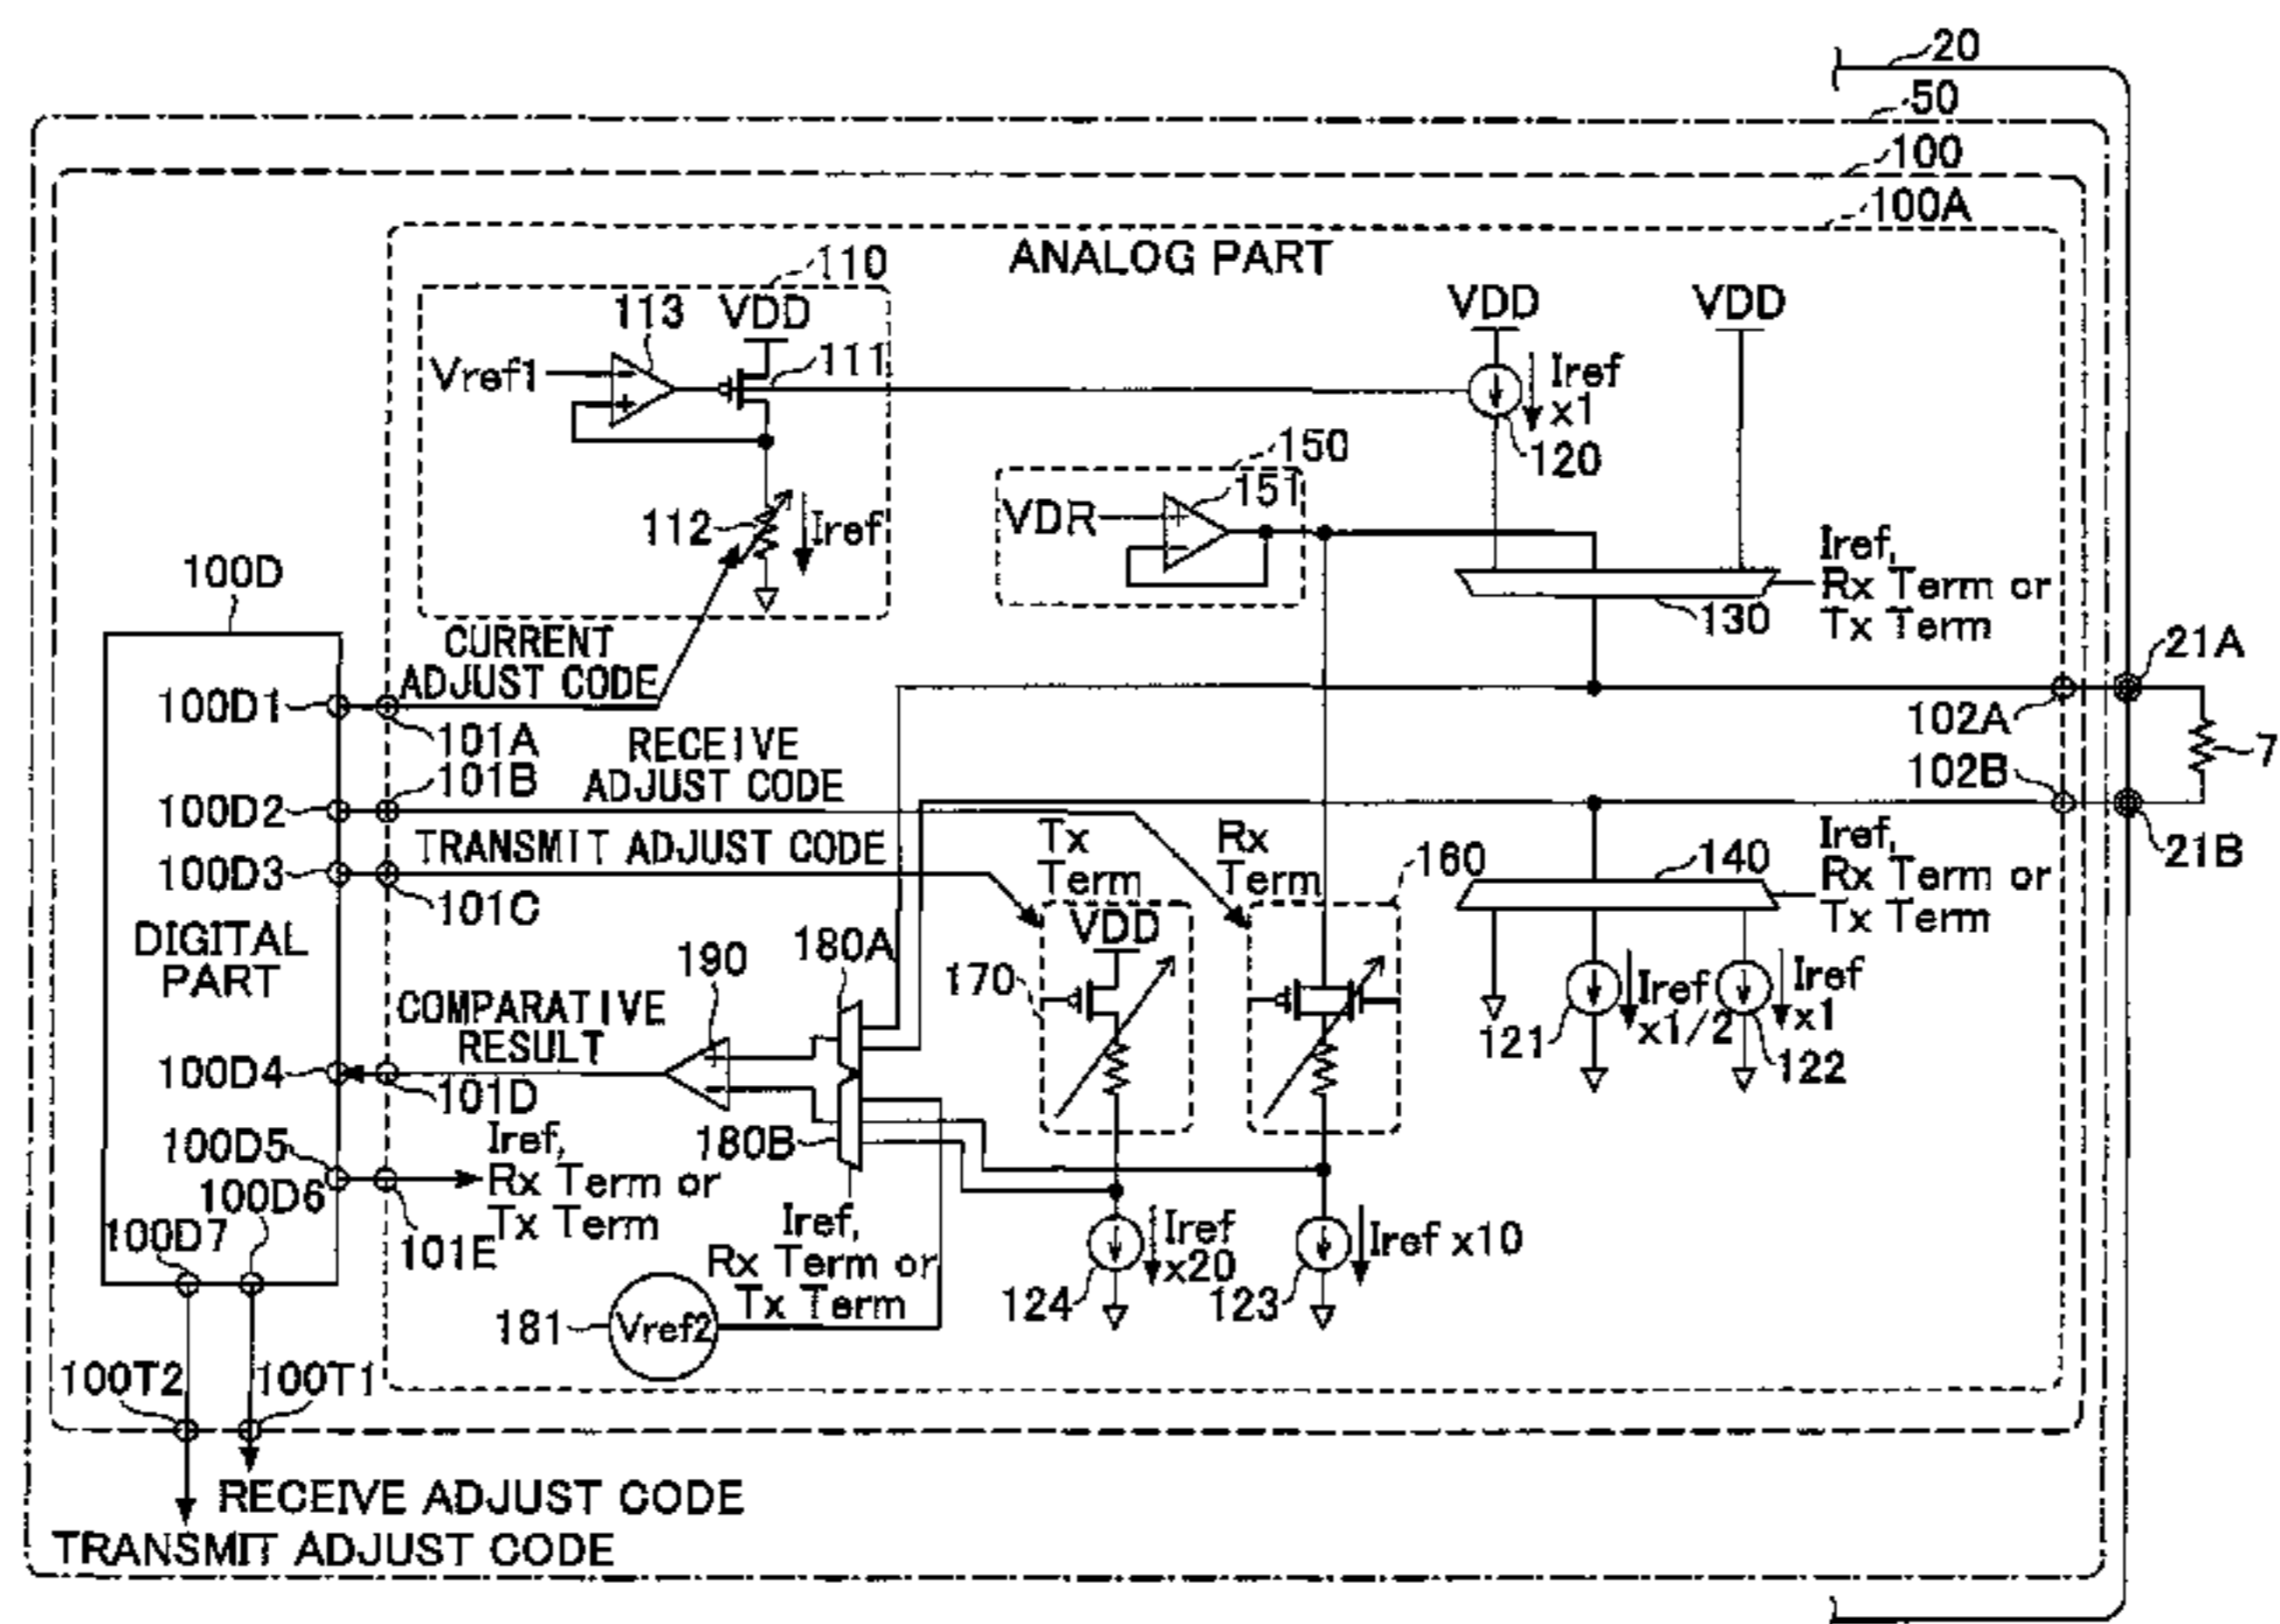 20
50
100
100A
ANALOG PART
110
113
VDD
Vref1
111
VDD
VDD
Iref
x1
120
150
151
VDR
112
Iref
Iref,
Rx Term or
Tx Term
130
100D
CURRENT
ADJUST CODE
100D1
101A
21A
102A
7
RECEIVE
ADJUST CODE
101B
102B
100D2
21B
TRANSMIT ADJUST CODE
100D3
101C
Tx
Term
Rx
Term
160
140
Iref,
Rx Term or
Tx Term
DIGITAL
PART
VDD
180A
190
170
COMPARATIVE
RESULT
121
Iref
x1/2
Iref
x1
122
100D4
101D
180B
100D5
Iref,
Rx Term or
Tx Term
100D6
100D7
101E
Iref,
Rx Term or
Tx Term
Iref
x20
124
Iref x10
123
181
Vref2
100T2
100T1
RECEIVE ADJUST CODE
TRANSMIT ADJUST CODE